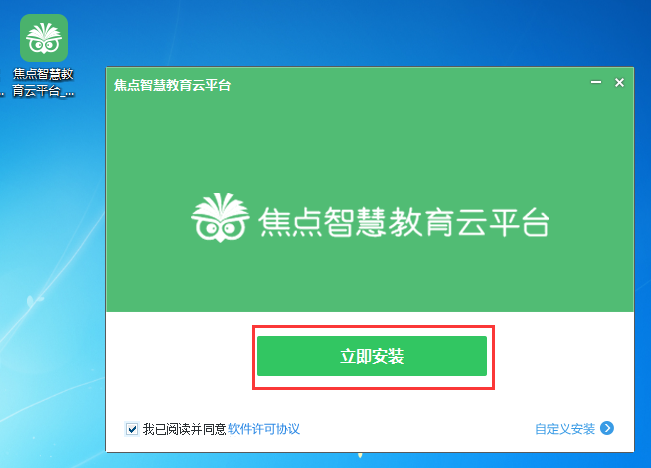 焦点智慧教
育云平台_...
焦点智慧教育云平台
焦点智慧教育云平台
立即安装
我已阅读并同意软件许可协议
自定义安装